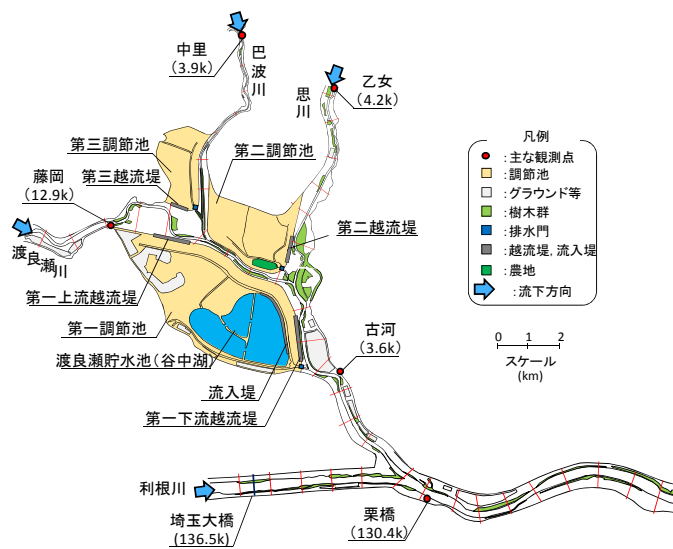 中里
(3.9k)
巴波川
乙女
(4.2k)
思川
第三調節池
第二調節池
藤岡
(12.9k)
第三越流堤
第二越流堤
渡良瀬川
第一上流越流堤
第一調節池
渡良瀬貯水池(谷中湖)
流入堤
第一下流越流堤
古河
(3.6k)
利根川
埼玉大橋
(136.5k)
栗橋
(130.4k)
凡例
:主な観測点
:調節池
:グラウンド等
:樹木群
:排水門
:越流堤, 流入堤
:農地
:流下方向
0 1 2
スケール
(km)